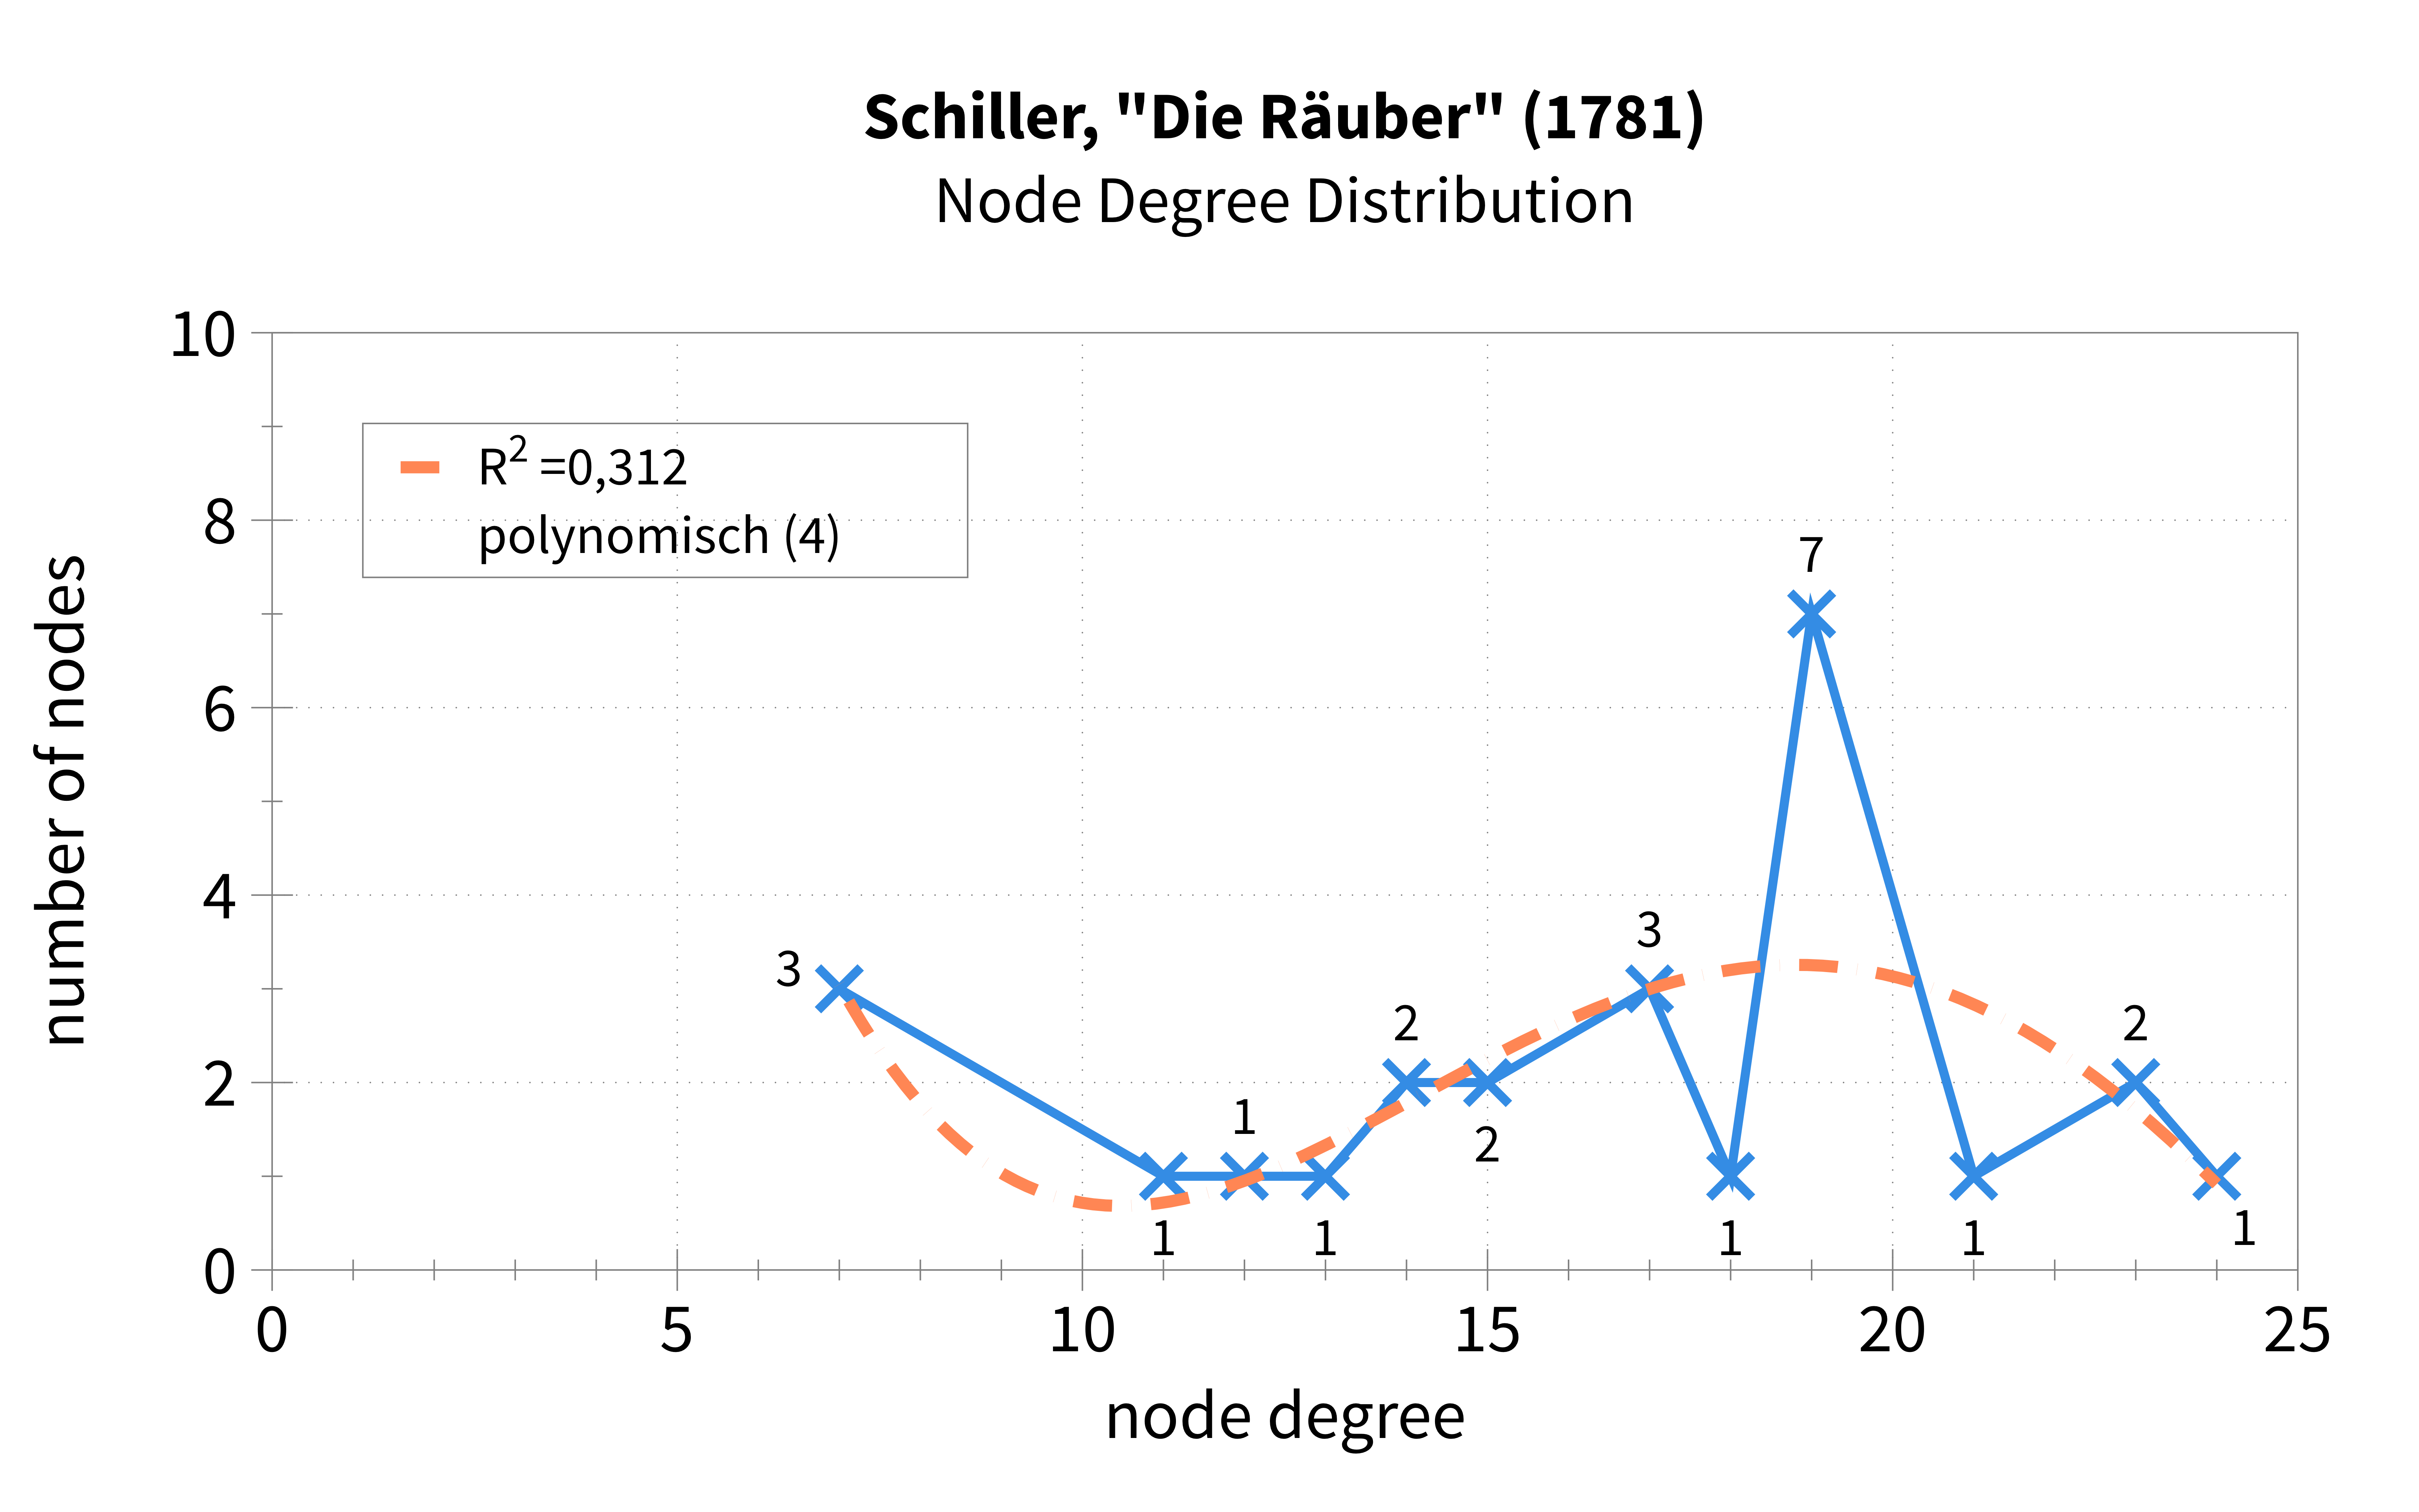 Schiller, "Die Räuber" (1781)
Node Degree Distribution
10
8
6
4
2
0
number of nodes
R² =0,312
polynomisch (4)
3
1
1
1
2
2
3
1
7
1
2
1
0 5 10 15 20 25
node degree